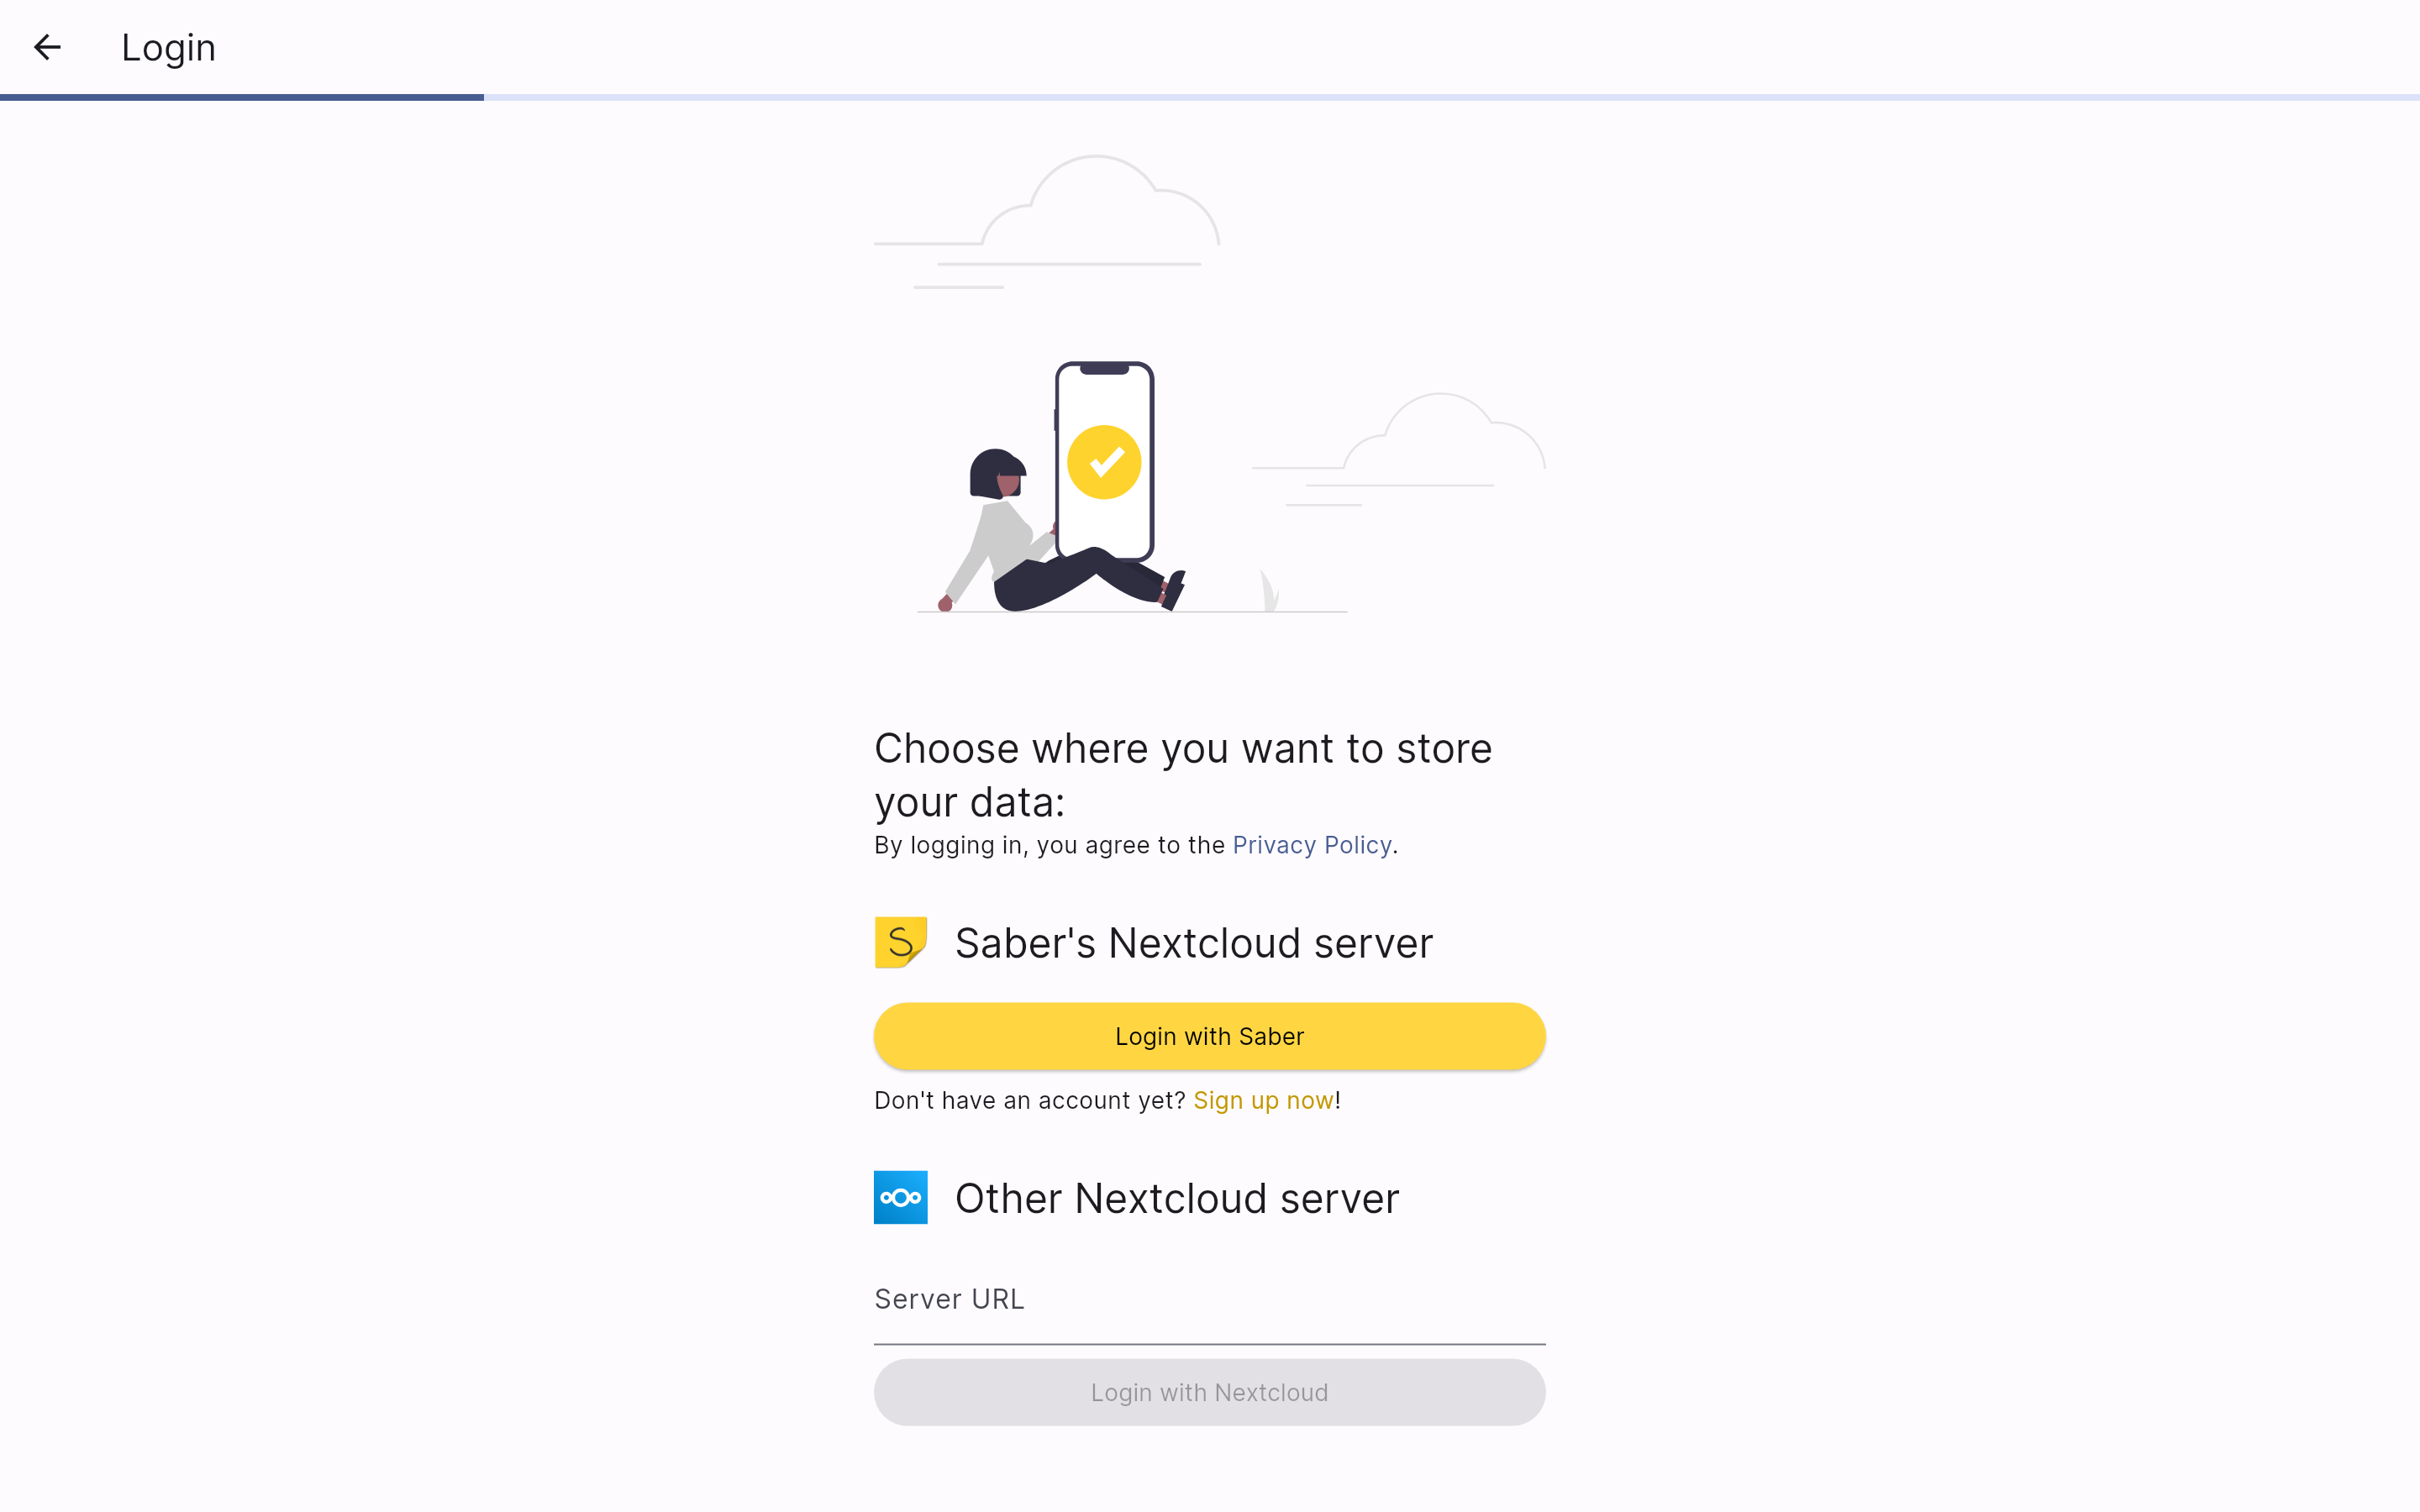 Login
Choose where you want to store
your data:
By logging in, you agree to the Privacy Policy.
S
Saber's Nextcloud server
Login with Saber
Don't have an account yet? Sign up now!
Other Nextcloud server
Server URL
Login with Nextcloud